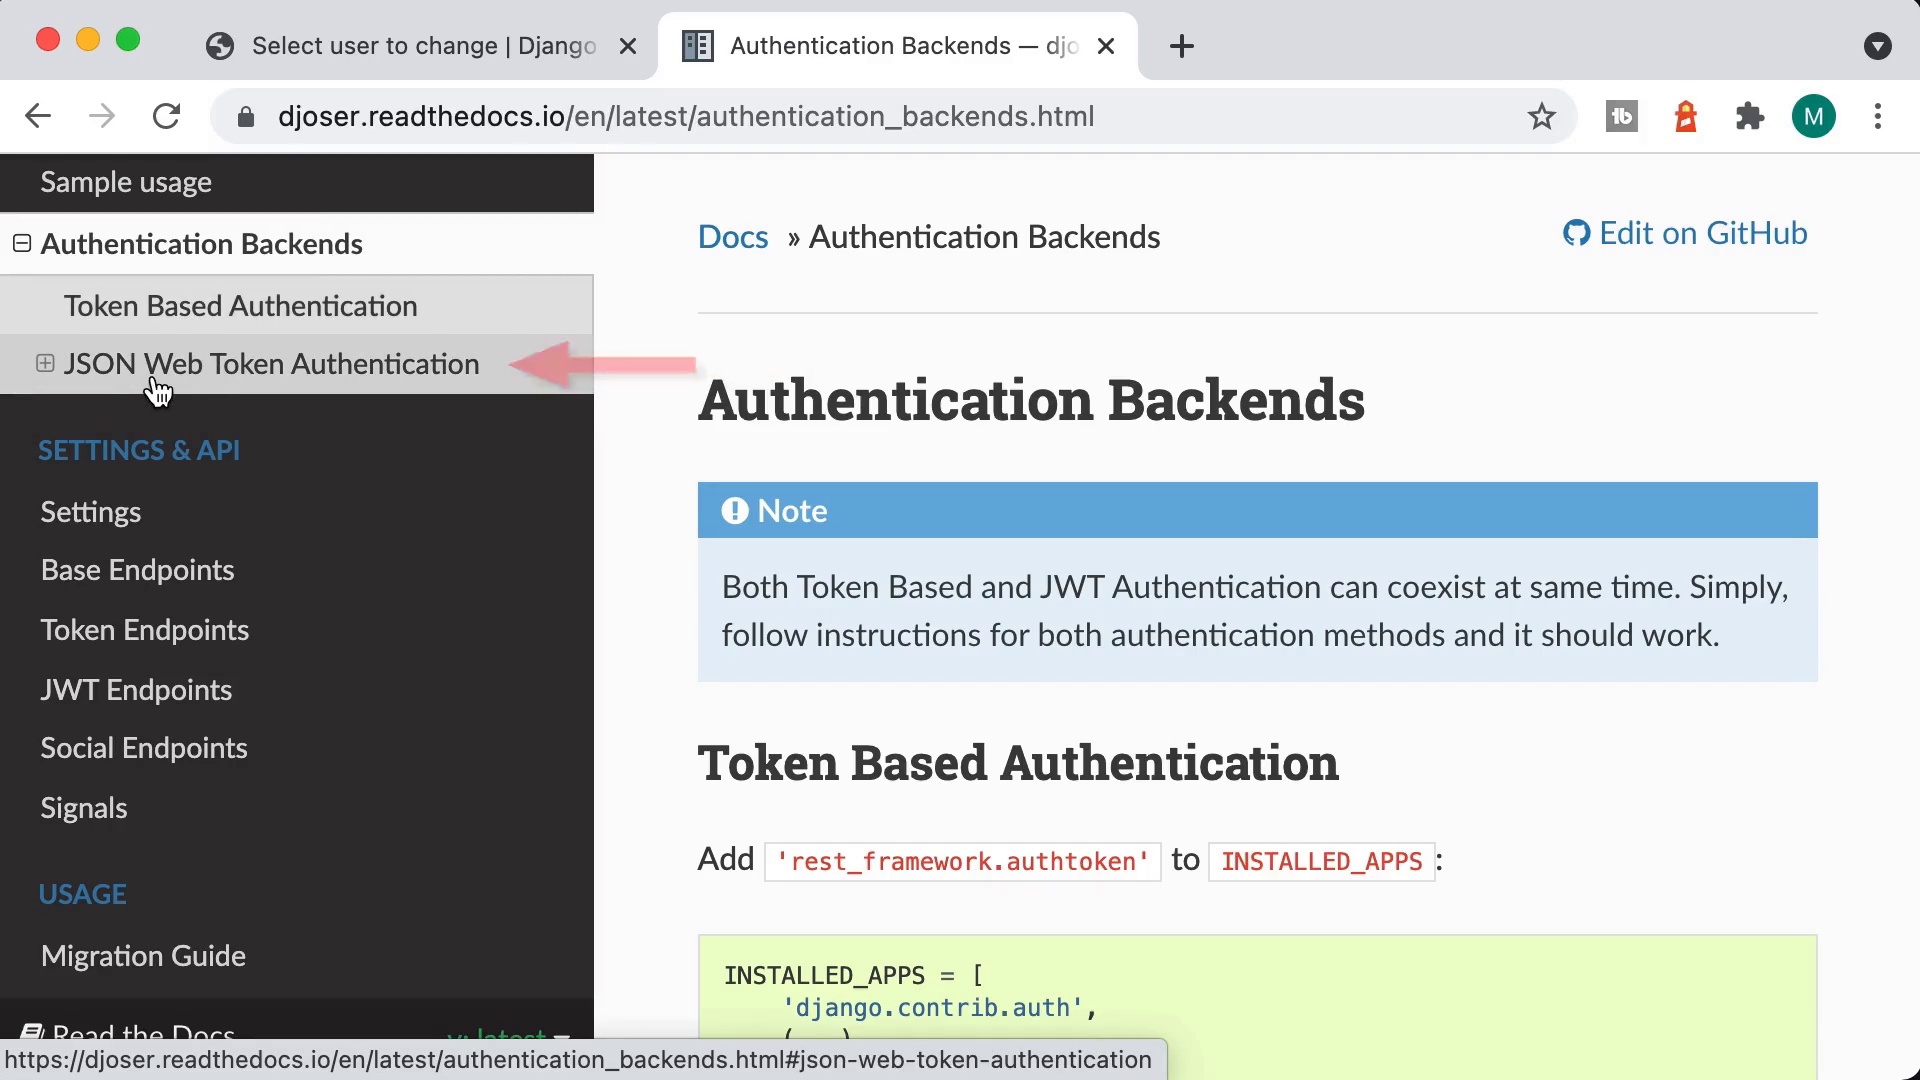 Select user to change | Django
Authentication Backends — djo
djoser.readthedocs.io/en/latest/authentication_backends.html
M
Sample usage
Authentication Backends
Token Based Authentication
JSON Web Token Authentication
SETTINGS & API
Settings
Base Endpoints
Token Endpoints
JWT Endpoints
Social Endpoints
Signals
USAGE
Migration Guide
Read the Docs
v: latest
https://djoser.readthedocs.io/en/latest/authentication_backends.html#json-web-token-authentication
Docs » Authentication Backends
Edit on GitHub
Authentication Backends
Note
Both Token Based and JWT Authentication can coexist at same time. Simply,
follow instructions for both authentication methods and it should work.
Token Based Authentication
Add 'rest_framework.authtoken' to INSTALLED_APPS:
INSTALLED_APPS = [
'django.contrib.auth',